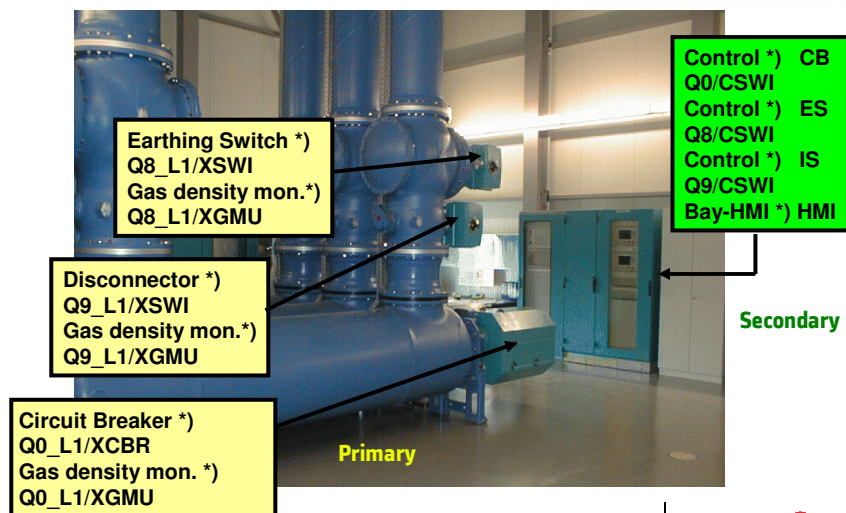 Earthing Switch *)
Q8_L1/XSWI
Gas density mon.*)
Q8_L1/XGMU
Disconnector *)
Q9_L1/XSWI
Gas density mon.*)
Q9_L1/XGMU
Circuit Breaker *)
Q0_L1/XCBR
Gas density mon. *)
Q0_L1/XGMU
Primary
Control *) CB
Q0/CSWI
Control *) ES
Q8/CSWI
Control *) IS
Q9/CSWI
Bay-HMI *) HMI
Secondary